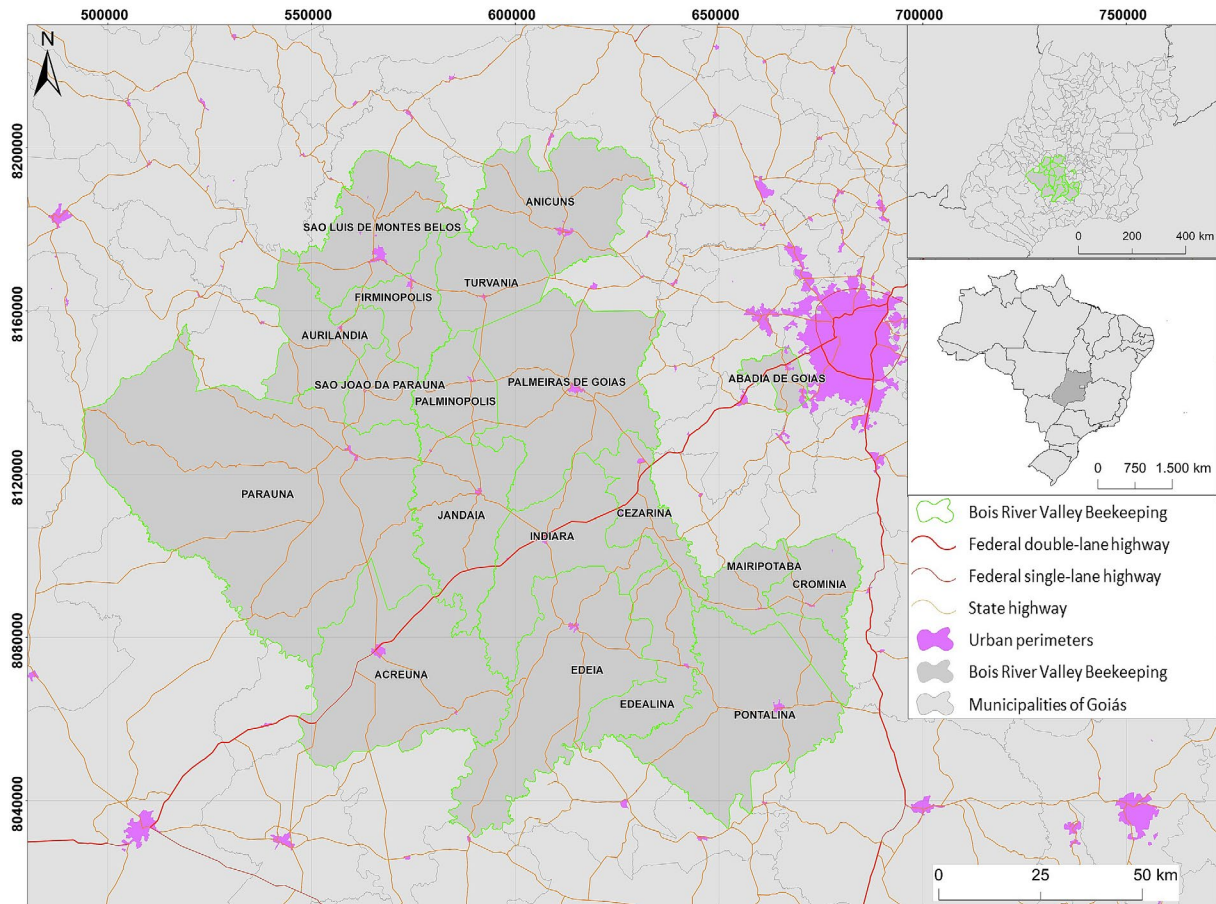 500000 550000 600000 650000 700000 750000
N
8200000
8160000
8120000
8080000
8040000
ANICUNS
SAO LUIS DE MONTES BELOS
TURVANIA
FIRMINOPOLIS
AURILANDIA
SAO JOAO DA PARAUNA
PALMEIRAS DE GOIAS
ABADIA DE GOIAS
PALMINOPOLIS
PARAUNA
JANDAIA
CEZARINA
INDIARA
MAIRIPOTABA
CROMINIA
ACREUNA
EDEIA
EDEALINA
PONTALINA
0 200 400 km
0 750 1.500 km
Bois River Valley Beekeeping
Federal double-lane highway
Federal single-lane highway
State highway
Urban perimeters
Bois River Valley Beekeeping
Municipalities of Goiás
0 25 50 km